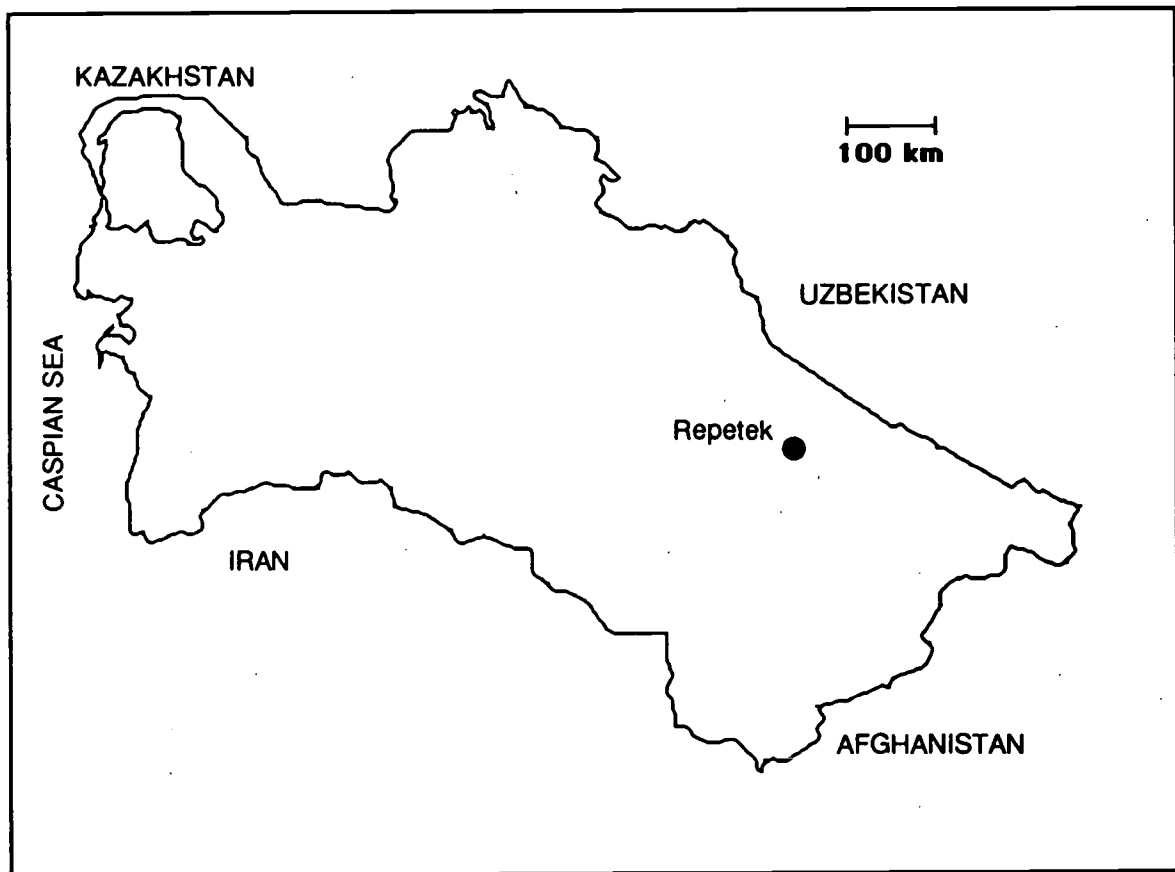 KAZAKHSTAN
100 km
UZBEKISTAN
CASPIAN SEA
Repetek
IRAN
AFGHANISTAN